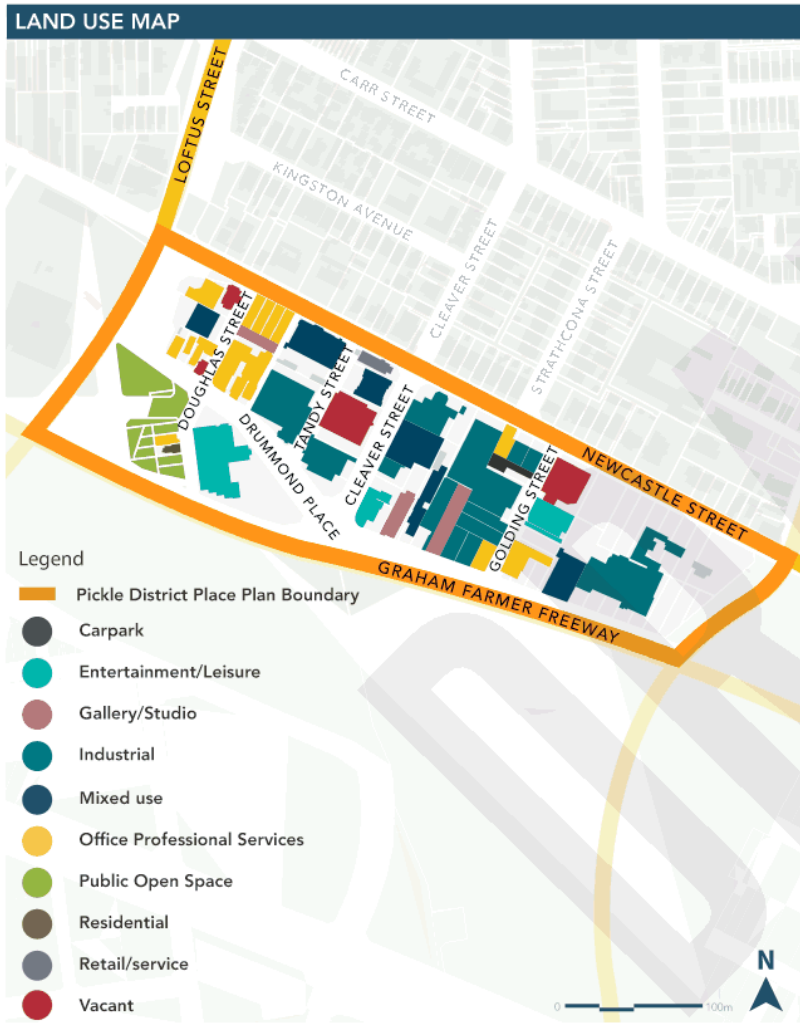 LAND USE MAP
LOFTUS STREET
CARR STREET
KINGSTON AVENUE
CLEAVER STREET
STRATHCONA STREET
DOUGHLAS STREET
TANDY STREET
DRUMMOND PLACE
CLEAVER STREET
GOLDING STREET
NEWCASTLE STREET
GRAHAM FARMER FREEWAY
Legend
Pickle District Place Plan Boundary
Carpark
Entertainment/Leisure
Gallery/Studio
Industrial
Mixed use
Office Professional Services
Public Open Space
Residential
Retail/service
Vacant
N
0 100m